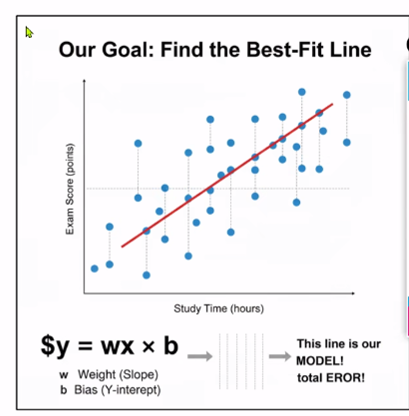 Our Goal: Find the Best-Fit Line
Exam Score (points)
Study Time (hours)
$y = wx × b
w Weight (Slope)
b Bias (Y-interept)
This line is our
MODEL!
total EROR!